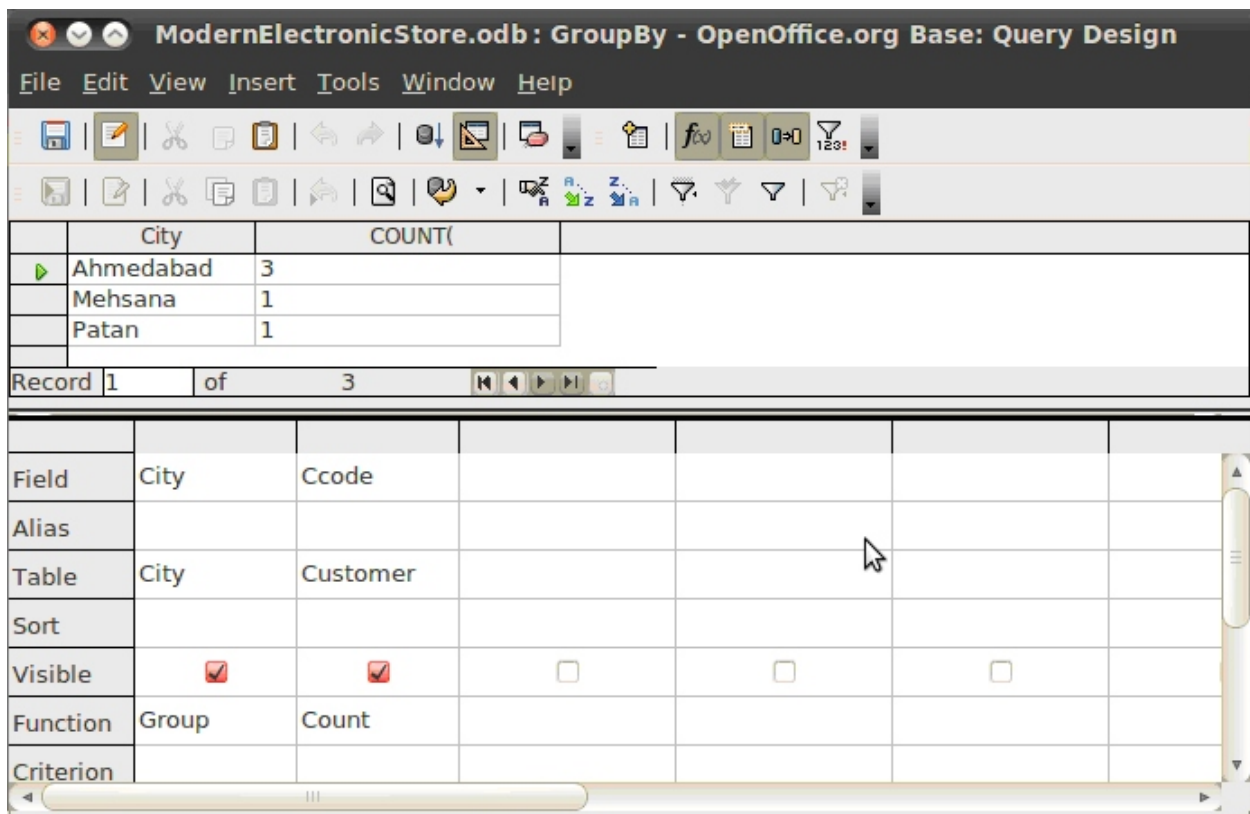 ModernElectronicStore.odb : GroupBy - OpenOffice.org Base: Query Design
File Edit View Insert Tools Window Help
f(x) 123!
Z A A Z Z A
City COUNT(
Ahmedabad 3
Mehsana 1
Patan 1
Record 1 of 3
Field City Ccode
Alias
Table City Customer
Sort
Visible
Function Group Count
Criterion